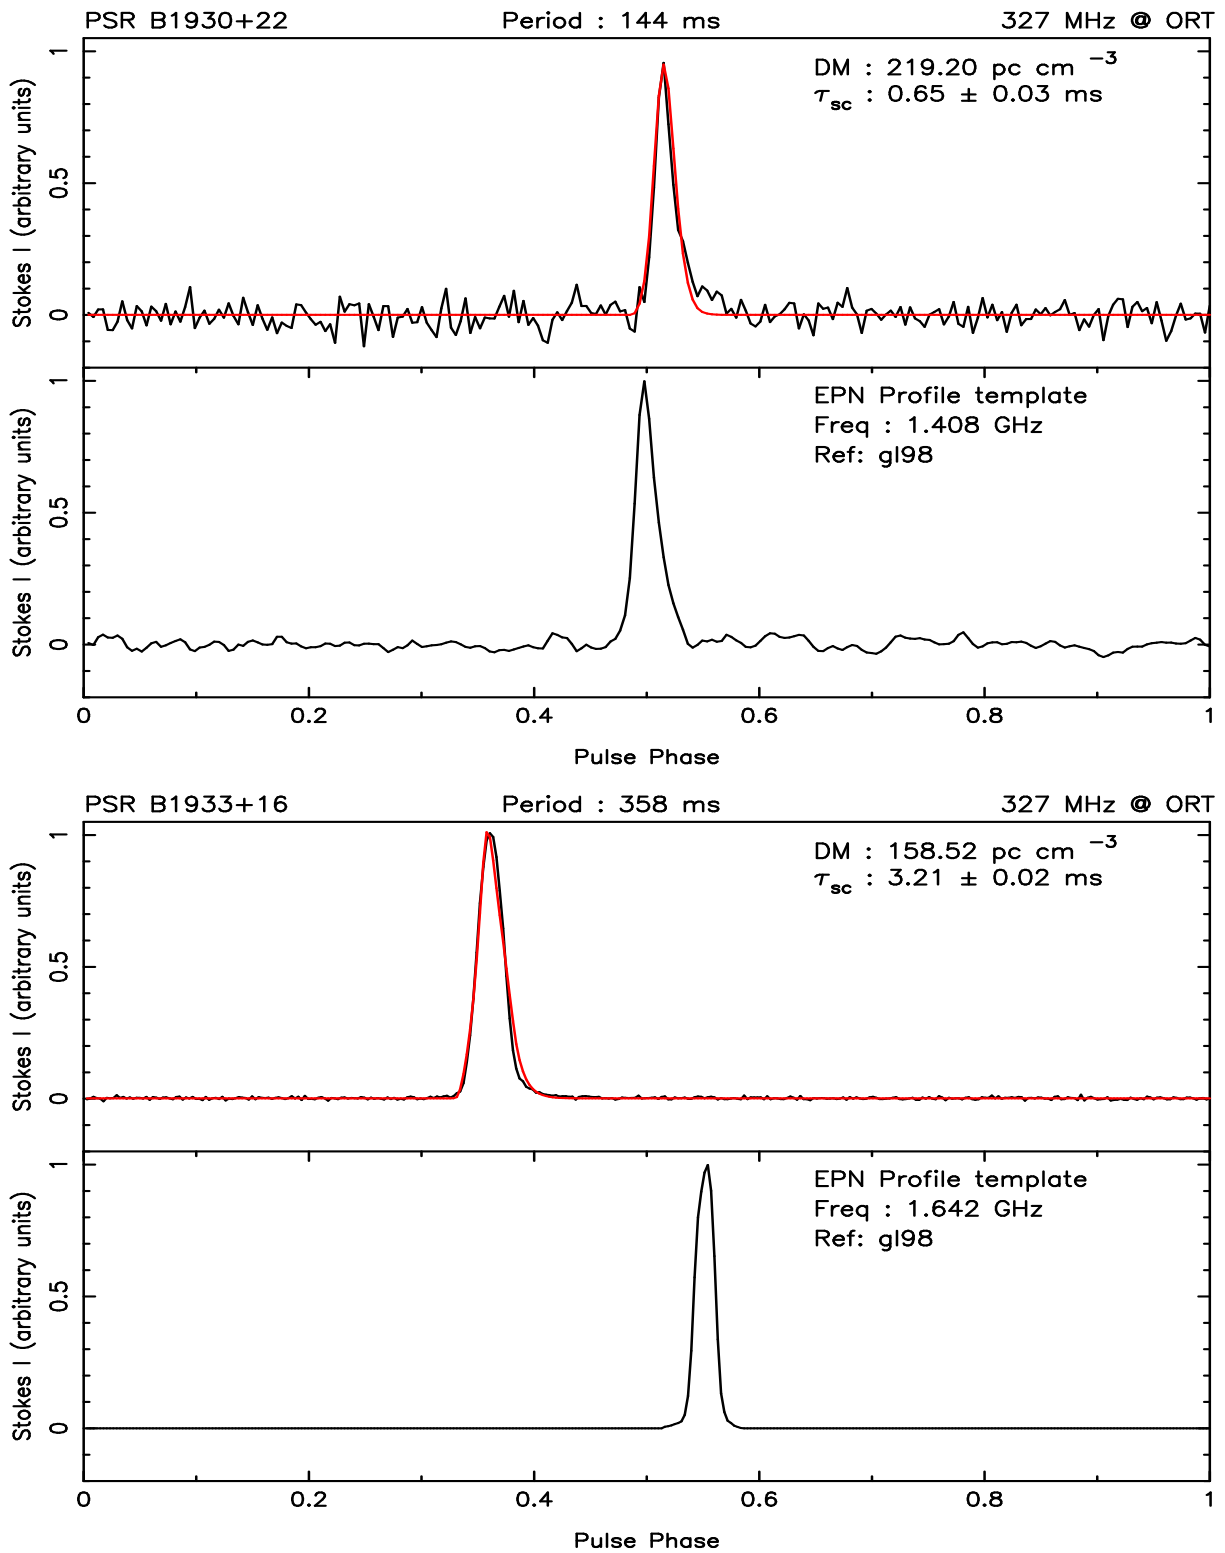 PSR B1930+22 Period : 144 ms 327 MHz @ ORT
DM : 219.20 pc cm −3
τsc : 0.65 ± 0.03 ms
Stokes I (arbitrary units)
1
0.5
0
EPN Profile template
Freq : 1.408 GHz
Ref: gl98
Stokes I (arbitrary units)
1
0.5
0
0 0.2 0.4 0.6 0.8 1
Pulse Phase
PSR B1933+16 Period : 358 ms 327 MHz @ ORT
DM : 158.52 pc cm −3
τsc : 3.21 ± 0.02 ms
Stokes I (arbitrary units)
1
0.5
0
EPN Profile template
Freq : 1.642 GHz
Ref: gl98
Stokes I (arbitrary units)
1
0.5
0
0 0.2 0.4 0.6 0.8 1
Pulse Phase